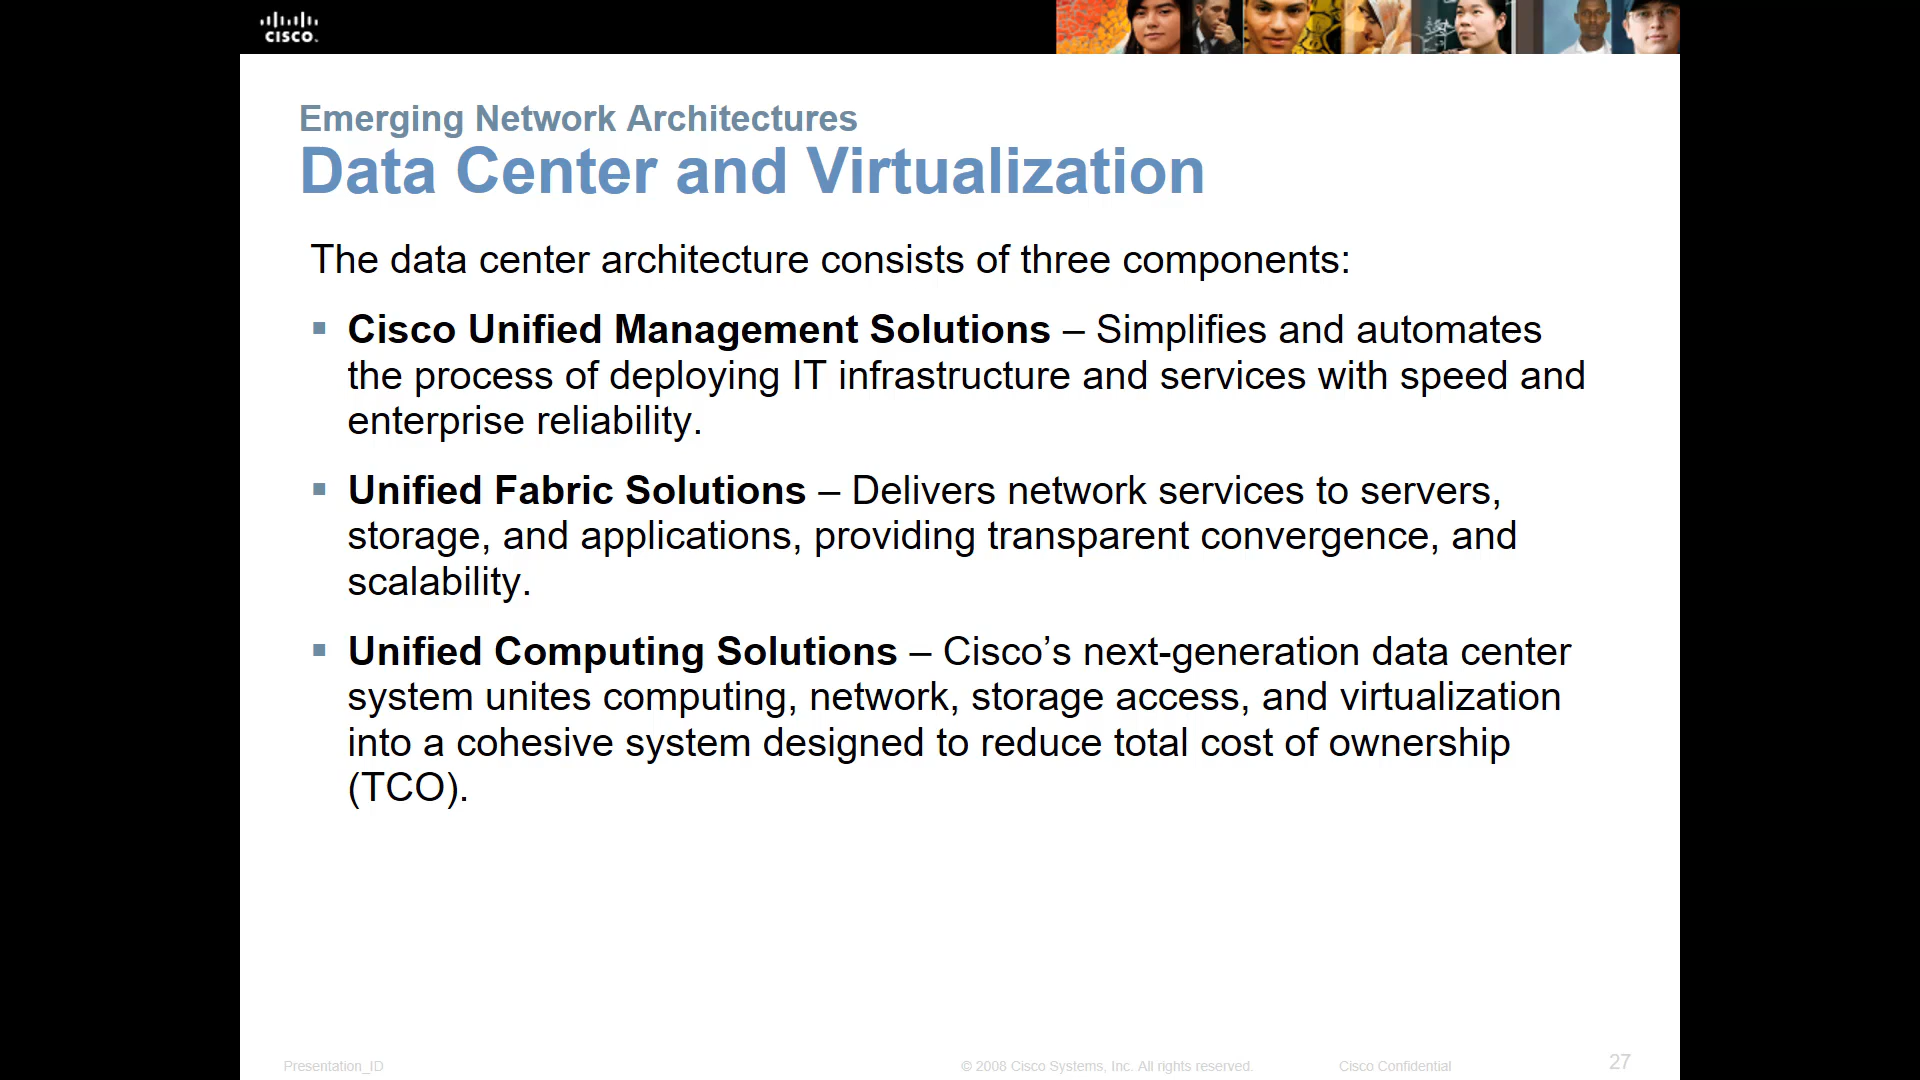 CISCO
Emerging Network Architectures
Data Center and Virtualization
The data center architecture consists of three components:
▪ Cisco Unified Management Solutions – Simplifies and automates
the process of deploying IT infrastructure and services with speed and
enterprise reliability.
▪ Unified Fabric Solutions – Delivers network services to servers,
storage, and applications, providing transparent convergence, and
scalability.
▪ Unified Computing Solutions – Cisco’s next-generation data center
system unites computing, network, storage access, and virtualization
into a cohesive system designed to reduce total cost of ownership
(TCO).
Presentation_ID © 2008 Cisco Systems, Inc. All rights reserved. Cisco Confidential 27